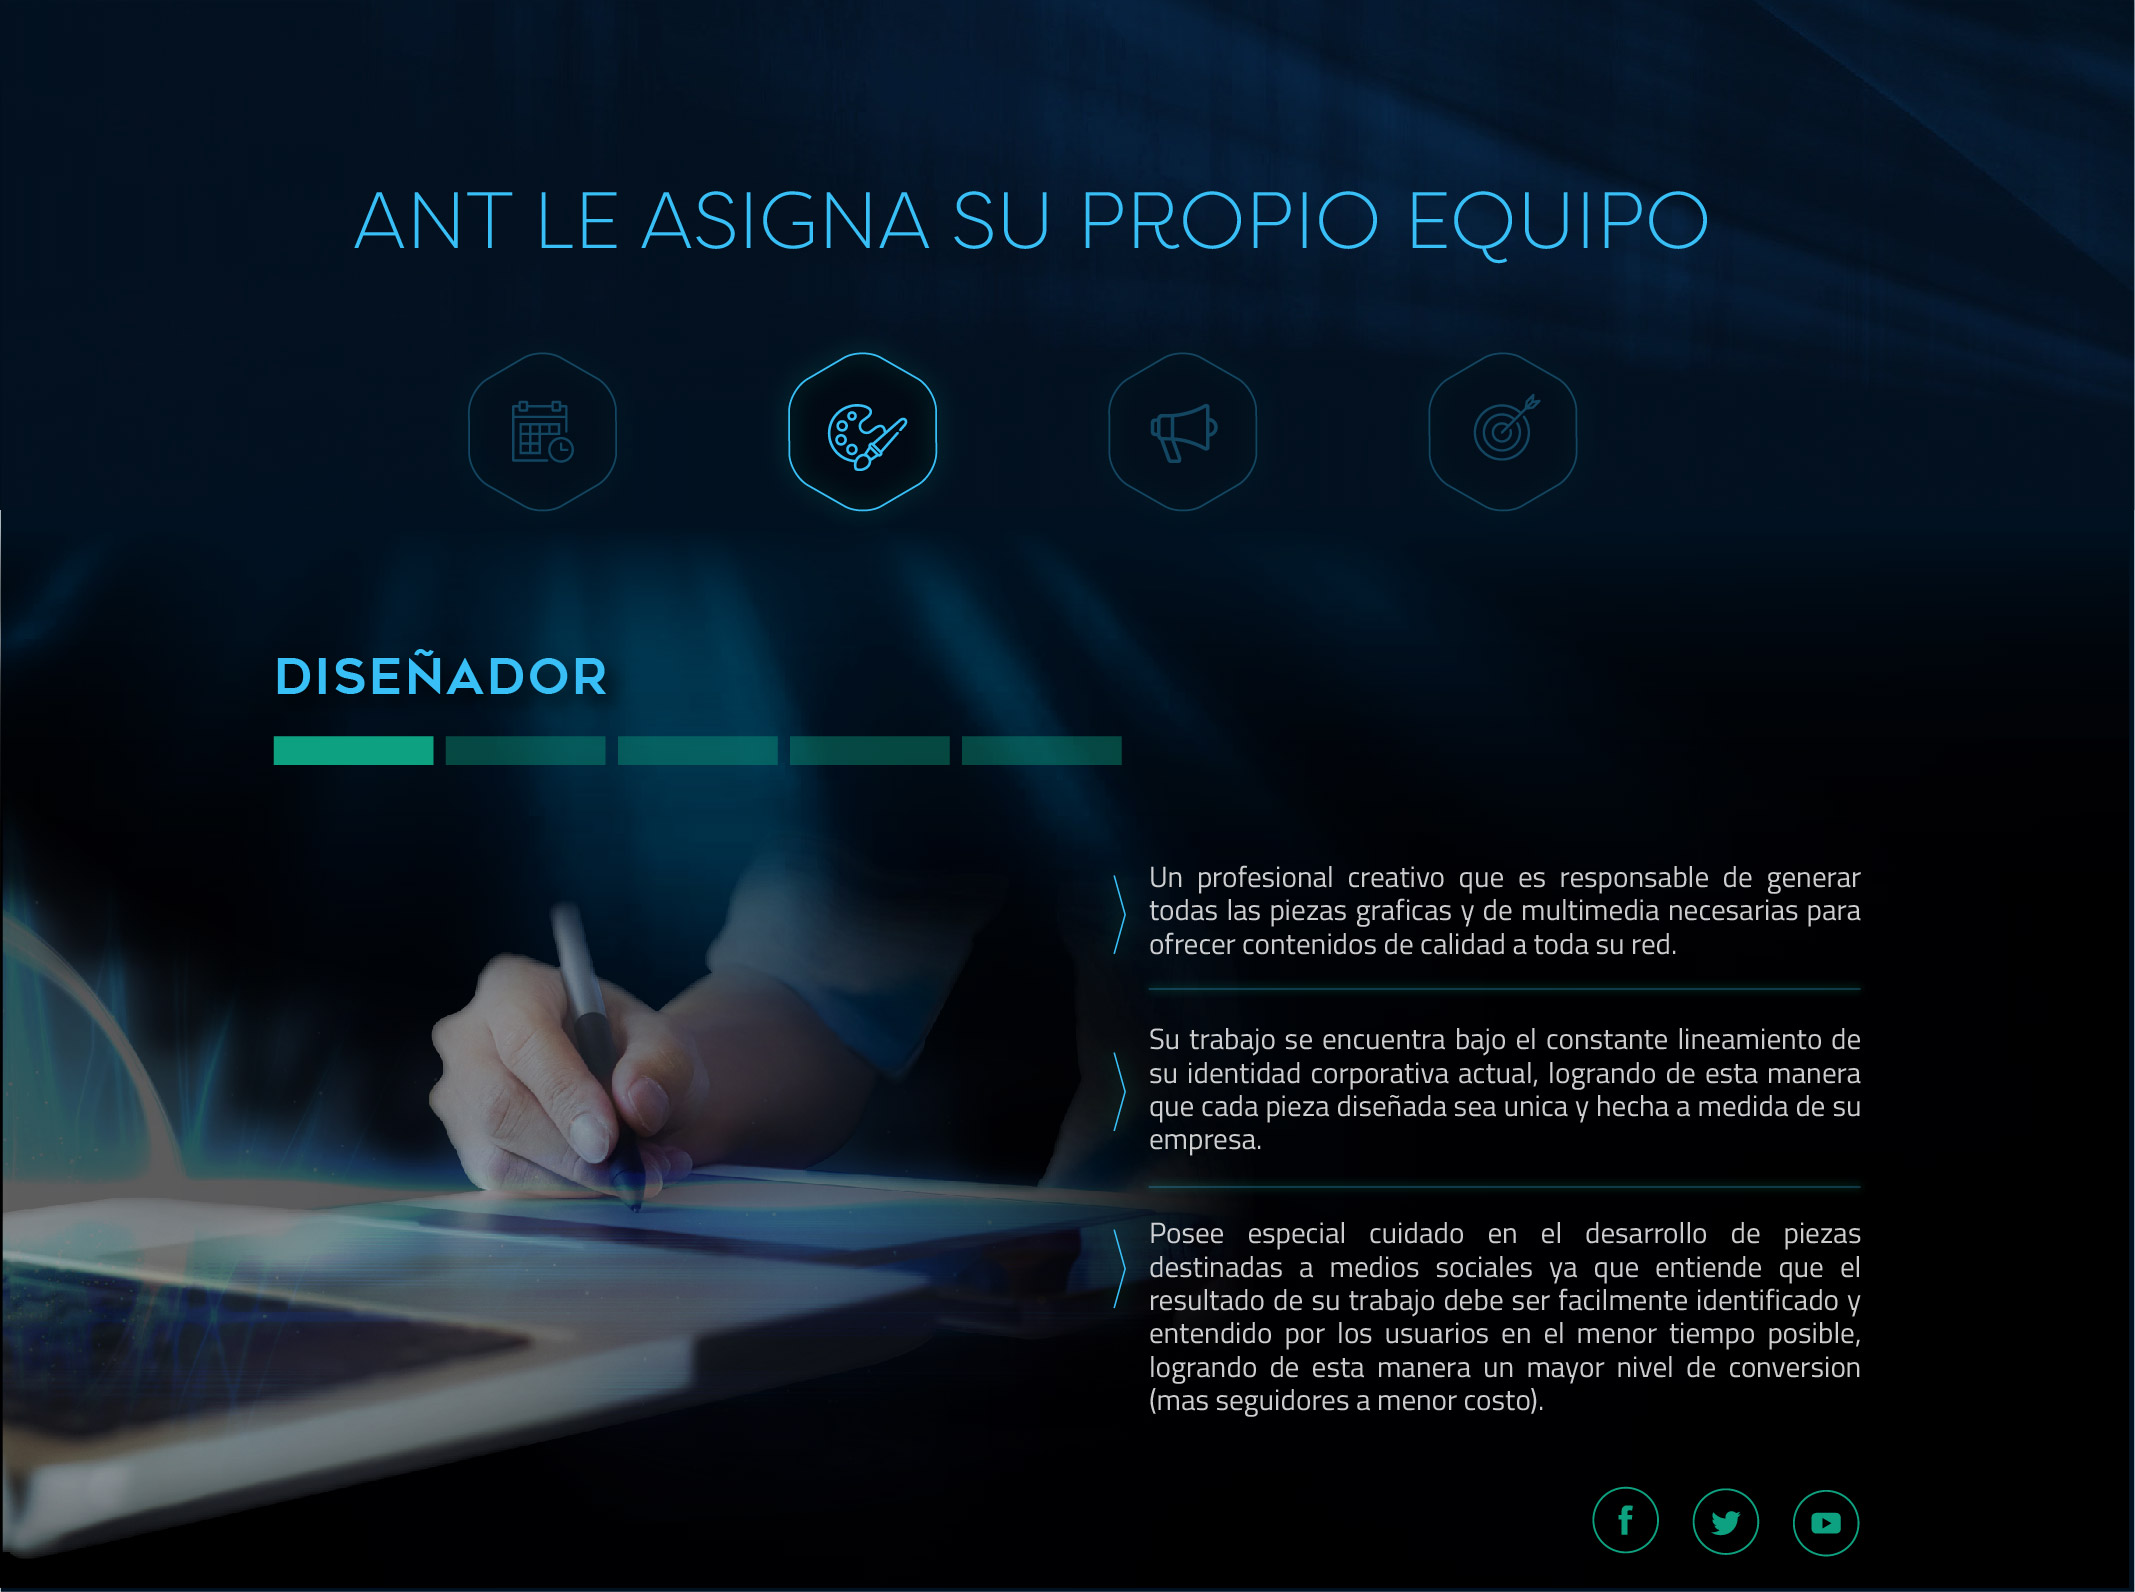 ANT LE ASIGNA SU PROPIO EQUIPO
DISEÑADOR
Un profesional creativo que es responsable de generar
todas las piezas graficas y de multimedia necesarias para
ofrecer contenidos de calidad a toda su red.
Su trabajo se encuentra bajo el constante lineamiento de
su identidad corporativa actual, logrando de esta manera
que cada pieza diseñada sea unica y hecha a medida de su
empresa.
Posee especial cuidado en el desarrollo de piezas
destinadas a medios sociales ya que entiende que el
resultado de su trabajo debe ser facilmente identificado y
entendido por los usuarios en el menor tiempo posible,
logrando de esta manera un mayor nivel de conversion
(mas seguidores a menor costo).